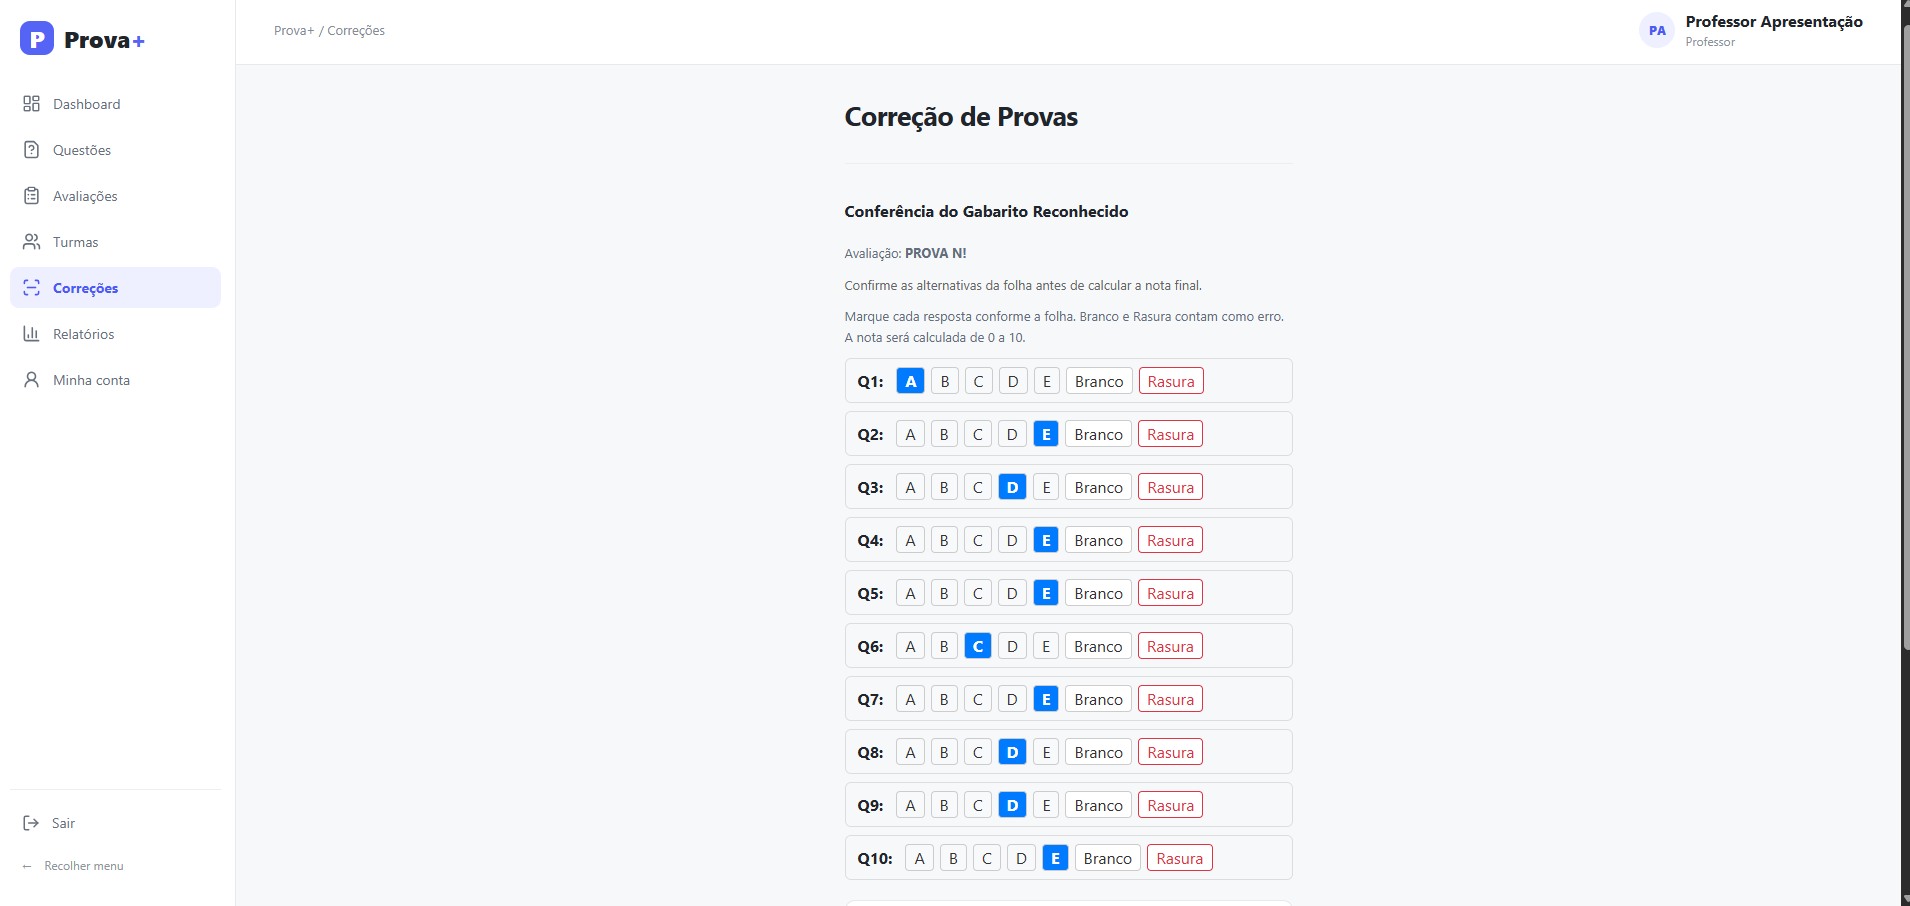 P Prova+
Dashboard
Questões
Avaliações
Turmas
Correções
Relatórios
Minha conta
Sair
← Recolher menu
Prova+ / Correções
PA
Professor Apresentação
Professor
Correção de Provas
Conferência do Gabarito Reconhecido
Avaliação: PROVA N!
Confirme as alternativas da folha antes de calcular a nota final.
Marque cada resposta conforme a folha. Branco e Rasura contam como erro.
A nota será calculada de 0 a 10.
Q1: A B C D E Branco Rasura
Q2: A B C D E Branco Rasura
Q3: A B C D E Branco Rasura
Q4: A B C D E Branco Rasura
Q5: A B C D E Branco Rasura
Q6: A B C D E Branco Rasura
Q7: A B C D E Branco Rasura
Q8: A B C D E Branco Rasura
Q9: A B C D E Branco Rasura
Q10: A B C D E Branco Rasura